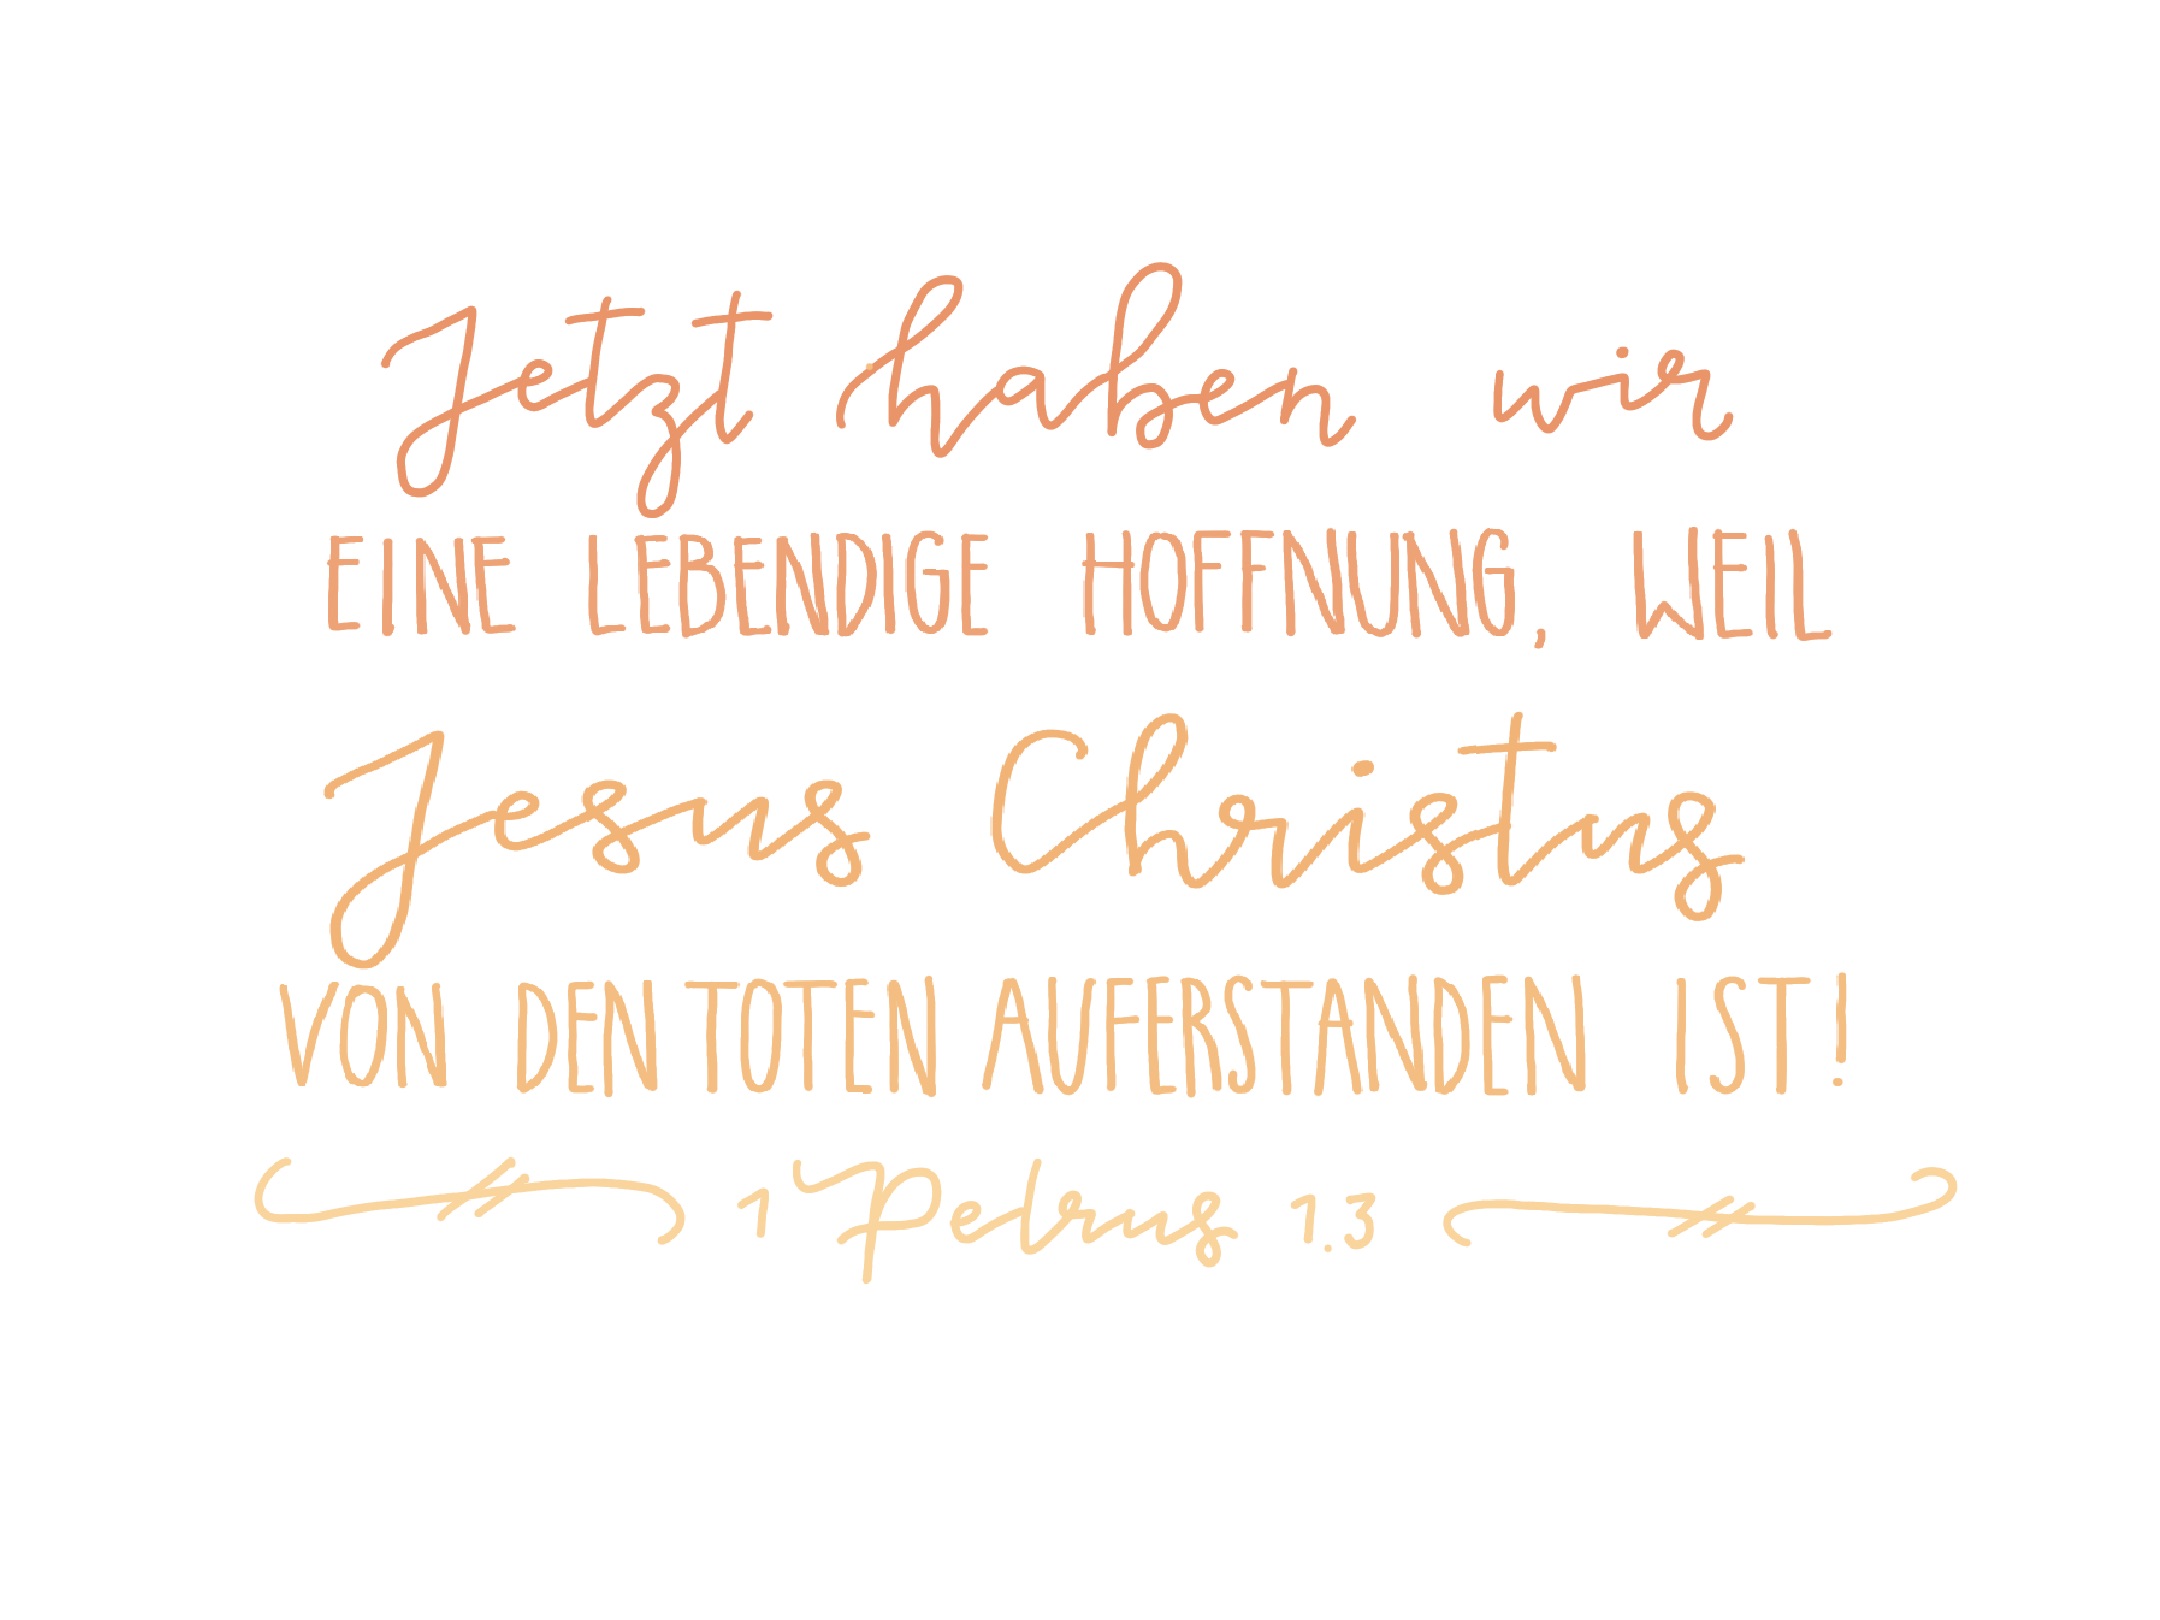 Jetzt haben wir
EINE LEBENDIGE HOFFNUNG, WEIL
Jesus Christus
VON DEN TOTEN AUFERSTANDEN IST!
1 Petrus 1.3